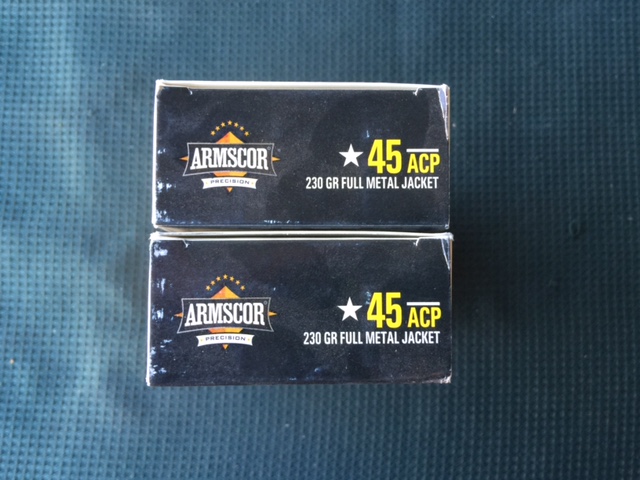 ARMSCOR
PRECISION
45 ACP
230 GR FULL METAL JACKET
ARMSCOR
PRECISION
45 ACP
230 GR FULL METAL JACKET